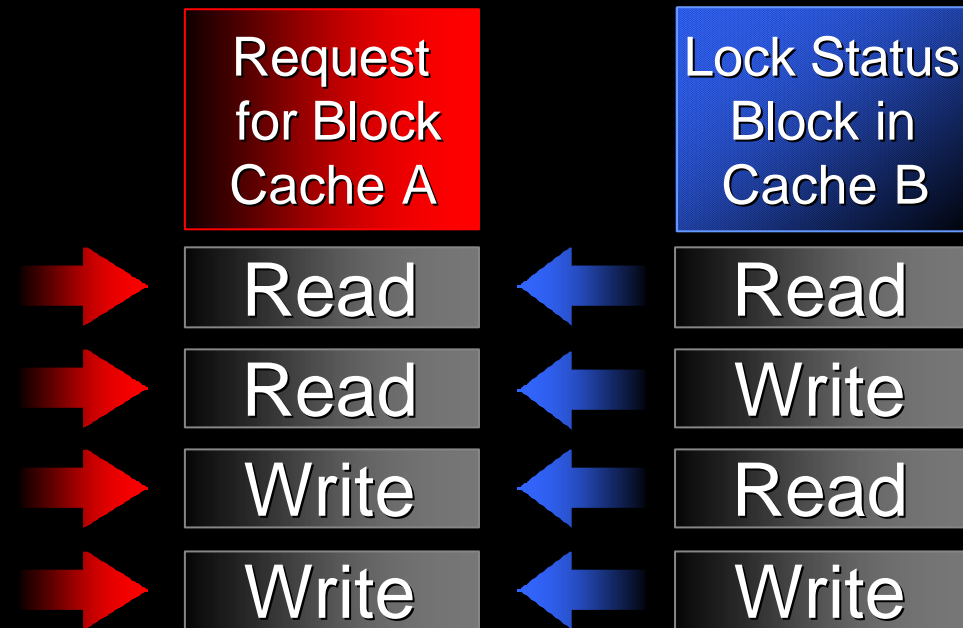 Request
for Block
Cache A
Lock Status
Block in
Cache B
Read
Read
Read
Write
Write
Read
Write
Write